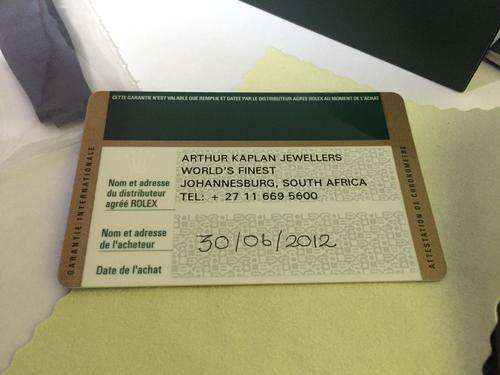 CETTE GARANTIE N'EST VALABLE QUE REMPLIE ET DATEE PAR LE DISTRIBUTEUR AGREE ROLEX AU MOMENT DE L'ACHAT
GARANTIE INTERNATIONALE
Nom et adresse
du distributeur
agréé ROLEX
ARTHUR KAPLAN JEWELLERS
WORLD'S FINEST
JOHANNESBURG, SOUTH AFRICA
TEL: + 27 11 669 5600
Nom et adresse
de l'acheteur
30/06/2012
Date de l'achat
ATTESTATION DE CHRONOMETRE